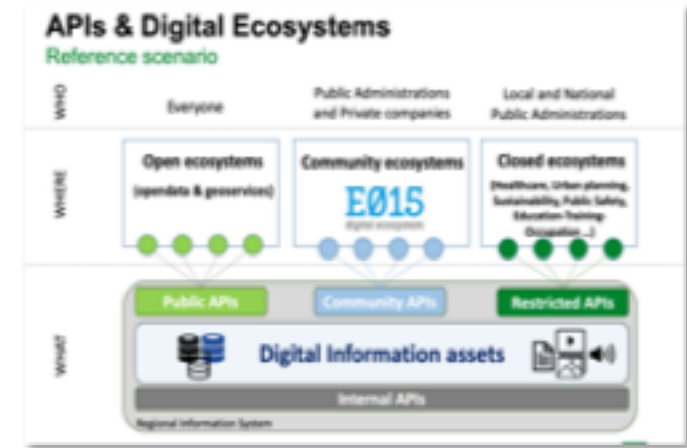 APIs & Digital Ecosystems
Reference scenario
WHO
Everyone
Public Administrations
and Private companies
Local and National
Public Administrations
WHERE
Open ecosystems
(opendata & geoservices)
Community ecosystems
E015
digital ecosystem
Closed ecosystems
(Healthcare, Urban planning,
Sustainability, Public Safety,
Education-Training-
Occupation ...)
WHAT
Public APIs
Community APIs
Restricted APIs
Digital Information assets
Internal APIs
Regional Information System